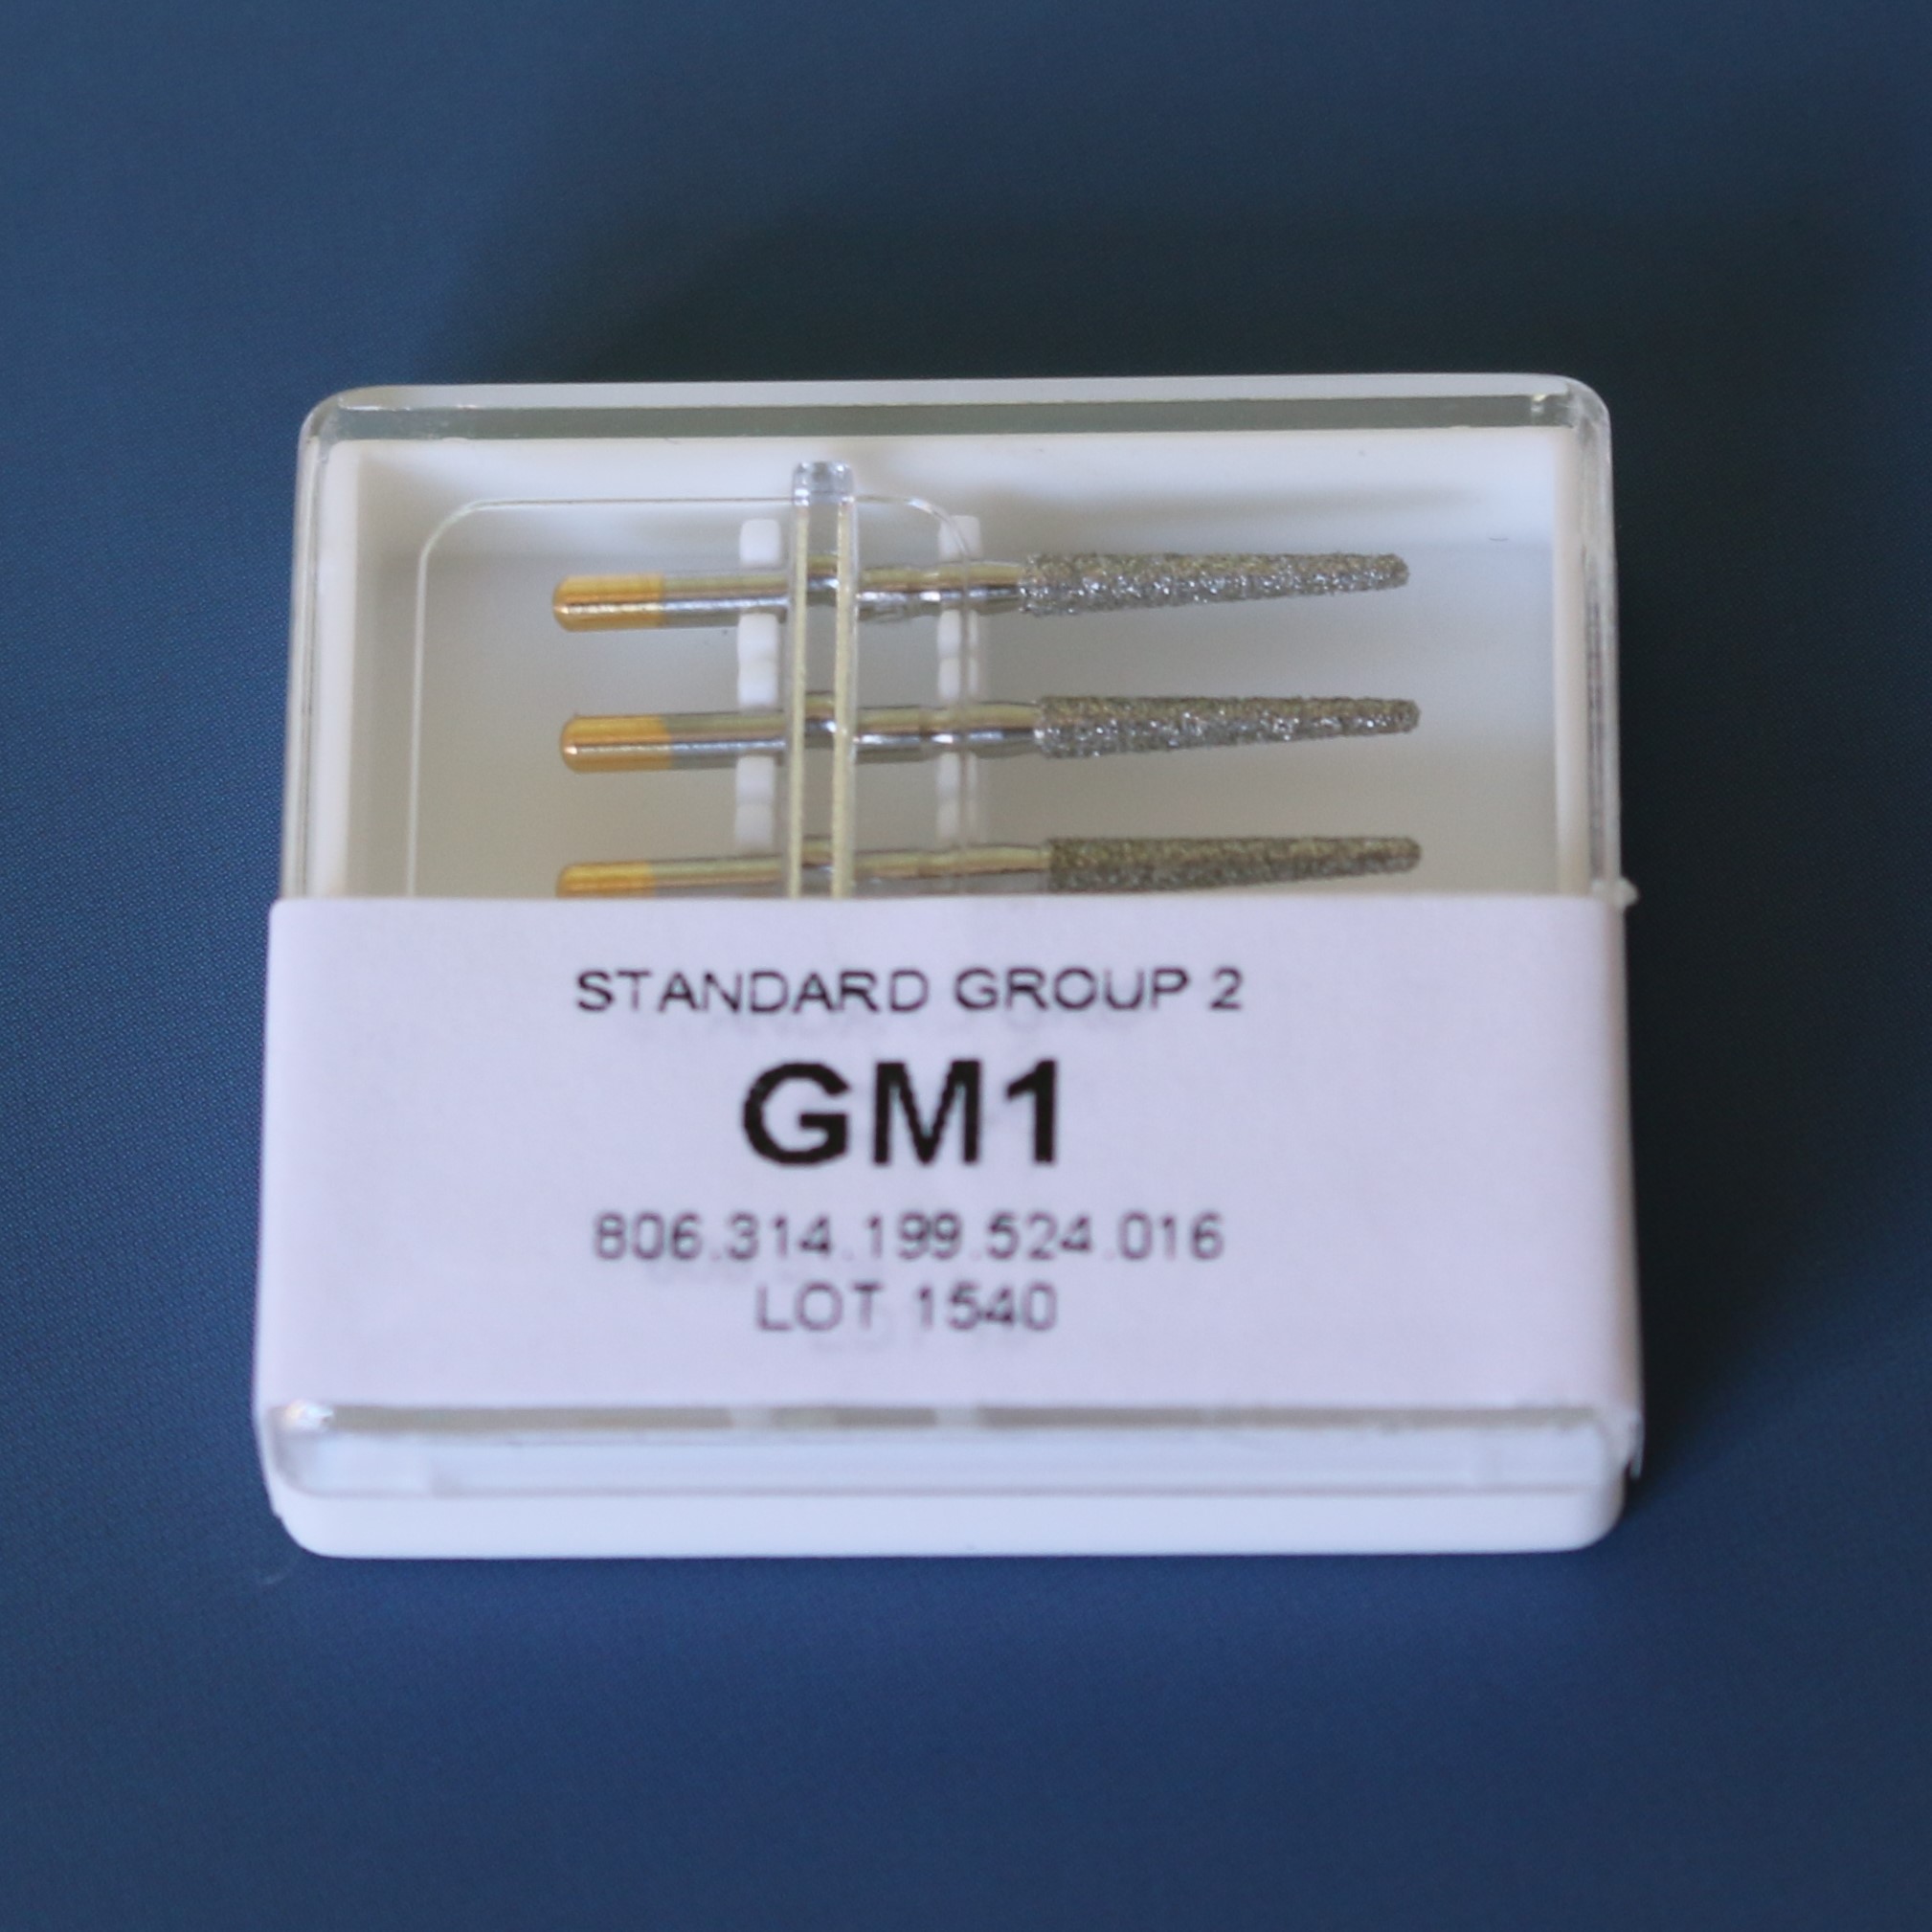 STANDARD GROUP 2
GM1
806.314.199.524.016
LOT 1540